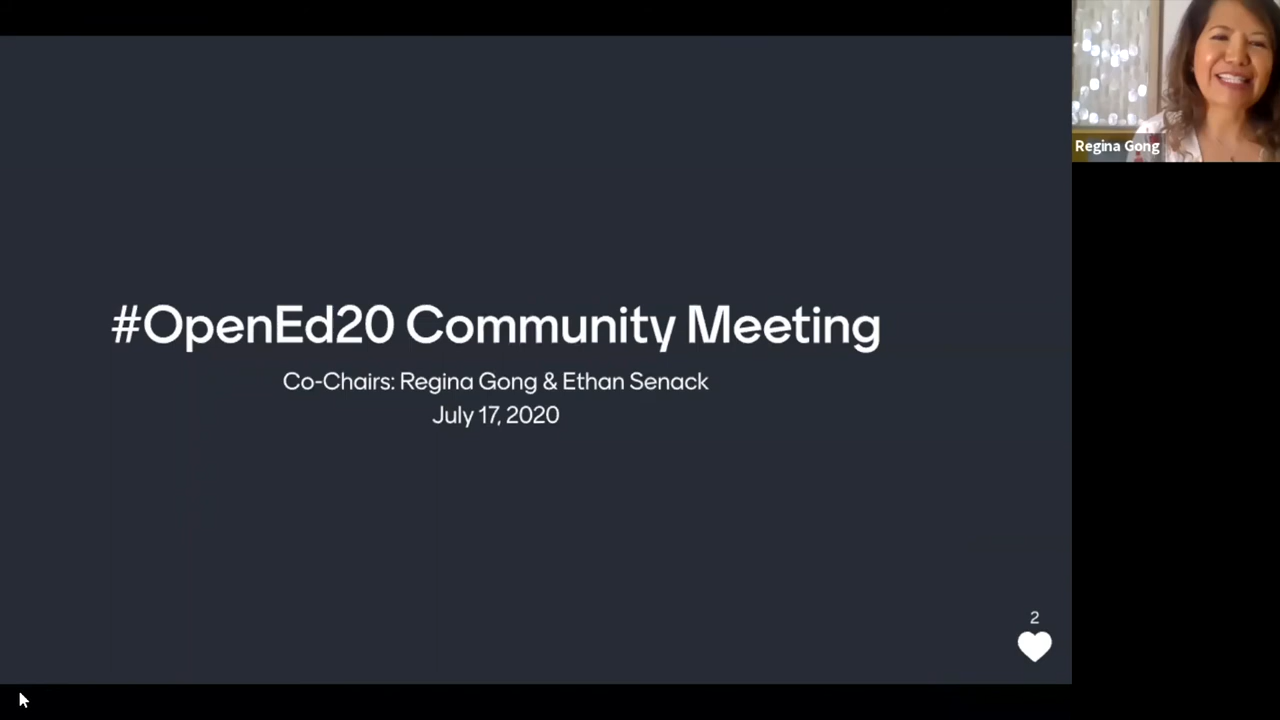 #OpenEd20 Community Meeting
Co-Chairs: Regina Gong & Ethan Senack
July 17, 2020
2
Regina Gong